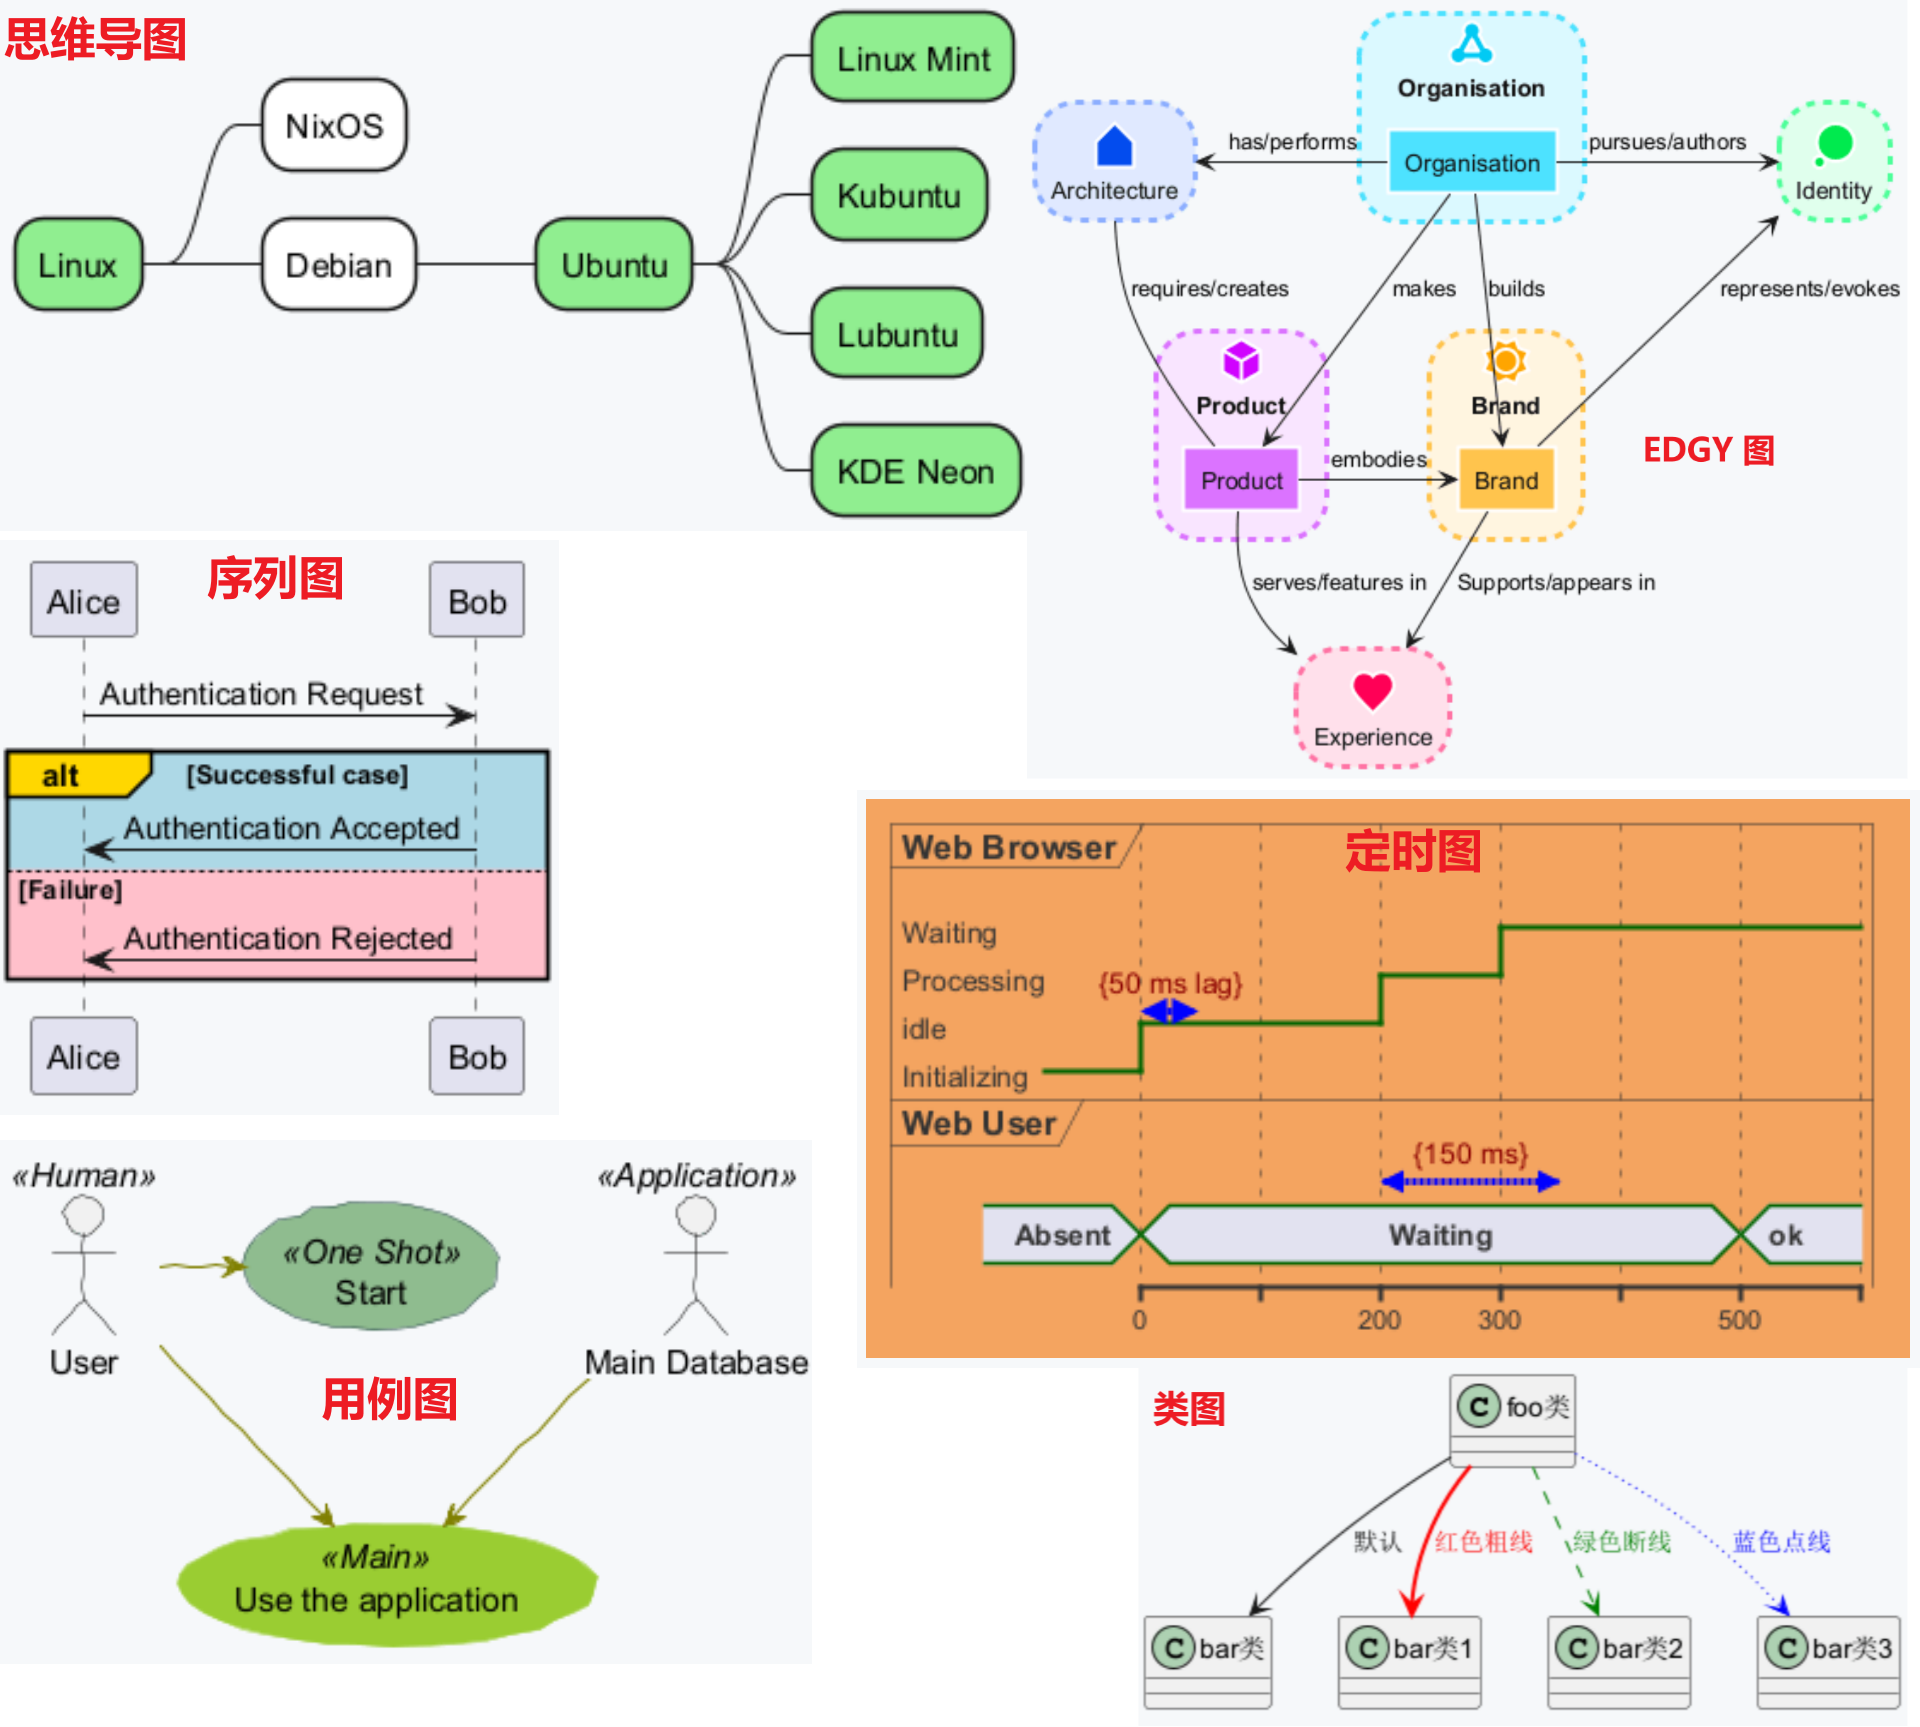 思维导图
Linux
NixOS
Debian
Ubuntu
Linux Mint
Kubuntu
Lubuntu
KDE Neon
Organisation
Organisation
has/performs
pursues/authors
Architecture
Identity
requires/creates
makes
builds
represents/evokes
Product
Brand
Product
embodies
Brand
EDGY 图
serves/features in
Supports/appears in
Experience
序列图
Alice
Bob
Authentication Request
alt
[Successful case]
Authentication Accepted
[Failure]
Authentication Rejected
Alice
Bob
定时图
Web Browser
Waiting
Processing
{50 ms lag}
idle
Initializing
Web User
{150 ms}
Absent
Waiting
ok
0
200
300
500
«Human»
«Application»
«One Shot»
Start
User
Main Database
用例图
«Main»
Use the application
类图
C foo类
默认
红色粗线
绿色断线
蓝色点线
C bar类
C bar类1
C bar类2
C bar类3